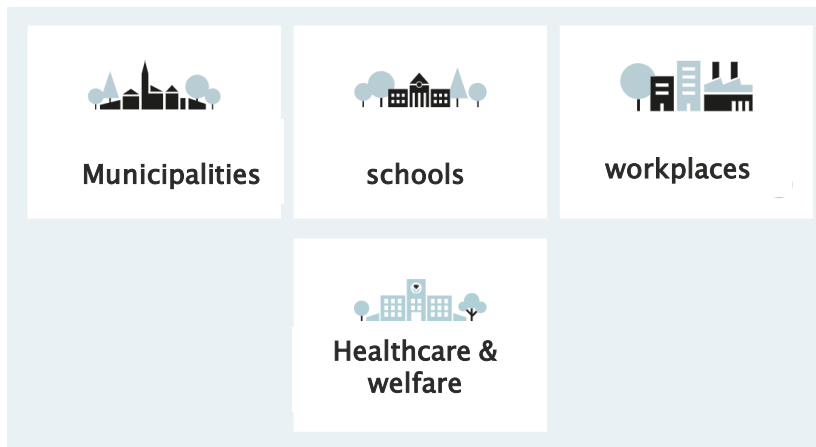 Municipalities
schools
workplaces
Healthcare &
welfare